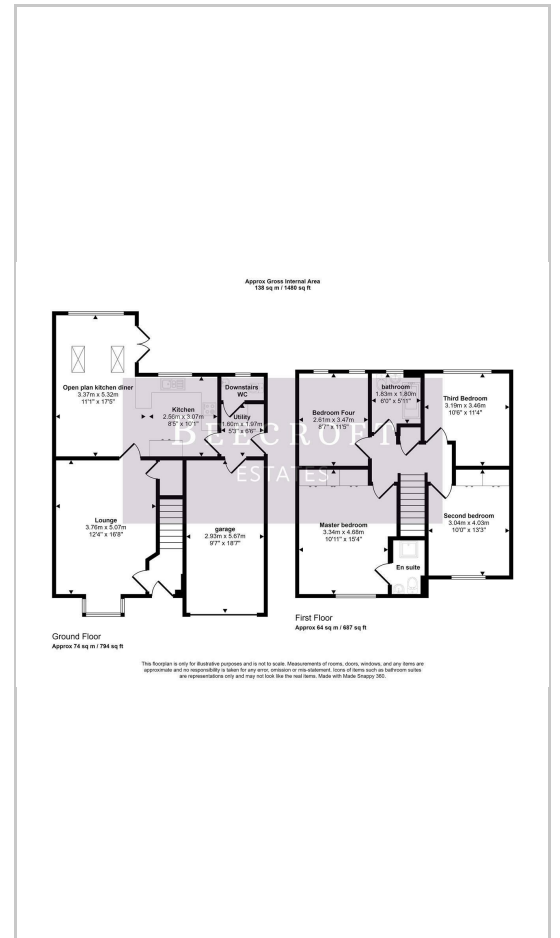 Approx Gross Internal Area
138 sq m / 1480 sq ft
Open plan kitchen diner
3.37m x 5.32m
11'1" x 17'5"
Kitchen
2.56m x 3.07m
8'5" x 10'1"
Downstairs
WC
Utility
1.60m x 1.97m
5'3" x 6'6"
Lounge
3.76m x 5.07m
12'4" x 16'8"
garage
2.93m x 5.67m
9'7" x 18'7"
Ground Floor
Approx 74 sq m / 794 sq ft
Bedroom Four
2.61m x 3.47m
8'7" x 11'5"
bathroom
1.83m x 1.80m
6'0" x 5'11"
Third Bedroom
3.19m x 3.46m
10'6" x 11'4"
Master bedroom
3.34m x 4.68m
10'11" x 15'4"
En suite
Second bedroom
3.04m x 4.03m
10'0" x 13'3"
First Floor
Approx 64 sq m / 687 sq ft
BEECROFT
ESTATES
This floorplan is only for illustrative purposes and is not to scale. Measurements of rooms, doors, windows, and any items are
approximate and no responsibility is taken for any error, omission or mis-statement. Icons of items such as bathroom suites
are representations only and may not look like the real items. Made with Made Snappy 360.